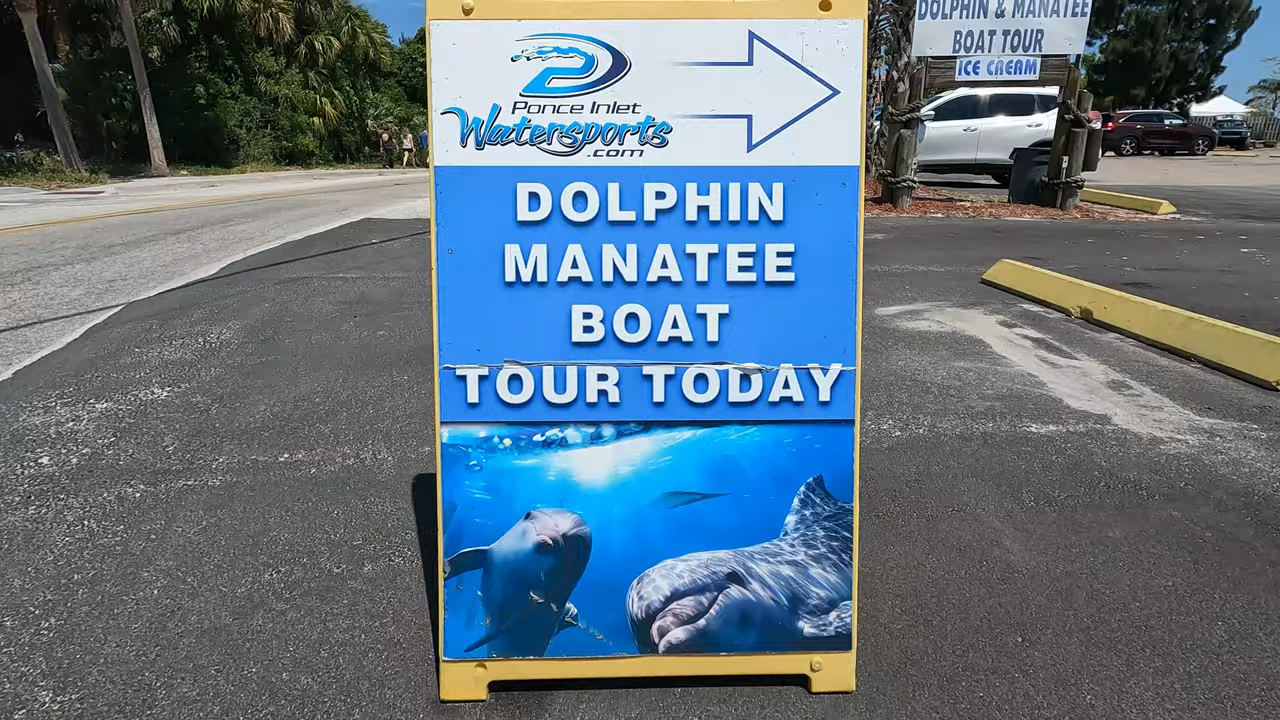 Ponce Inlet
Watersports
.com
DOLPHIN
MANATEE
BOAT
TOUR TODAY
DOLPHIN & MANATEE
BOAT TOUR
ICE CREAM